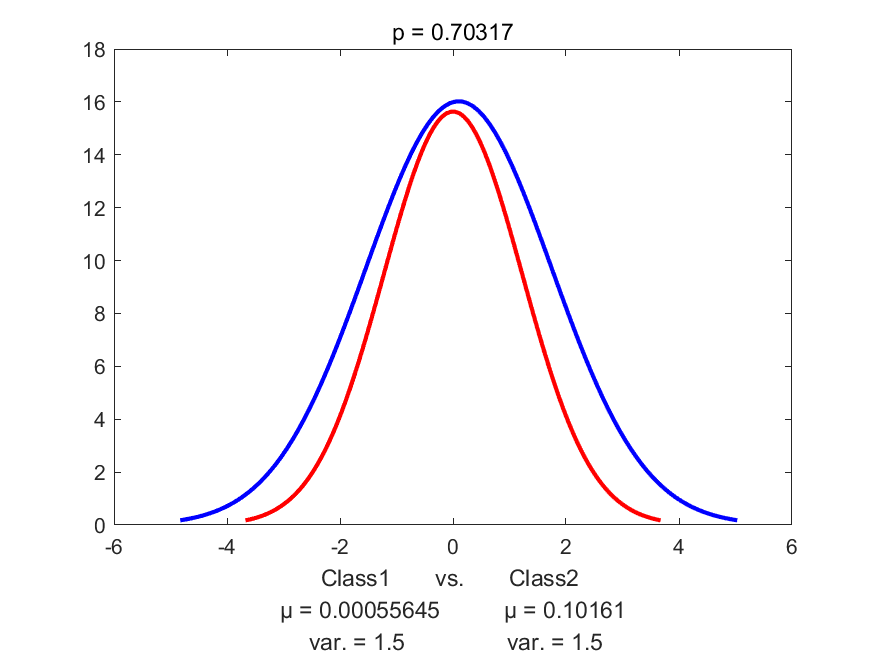 p = 0.70317
18
16
14
12
10
8
6
4
2
0
-6 -4 -2 0 2 4 6
Class1 vs. Class2
μ = 0.00055645 μ = 0.10161
var. = 1.5 var. = 1.5